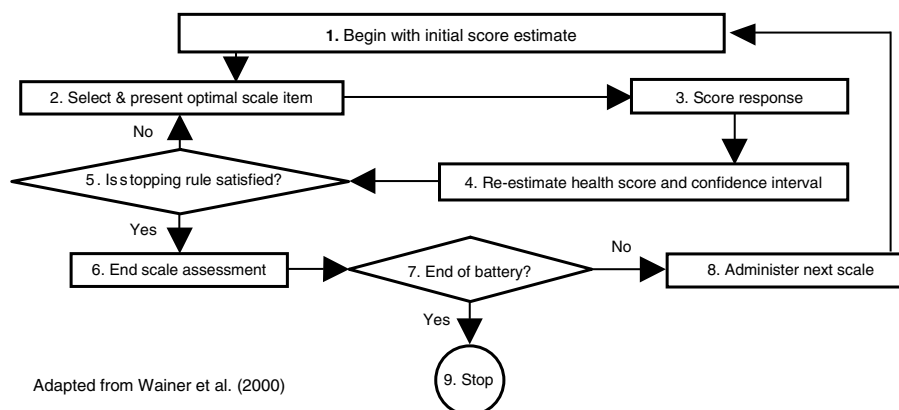 1. Begin with initial score estimate
2. Select & present optimal scale item
3. Score response
No
5. Is stopping rule satisfied?
4. Re-estimate health score and confidence interval
Yes
6. End scale assessment
7. End of battery?
No
8. Administer next scale
Yes
9. Stop
Adapted from Wainer et al. (2000)